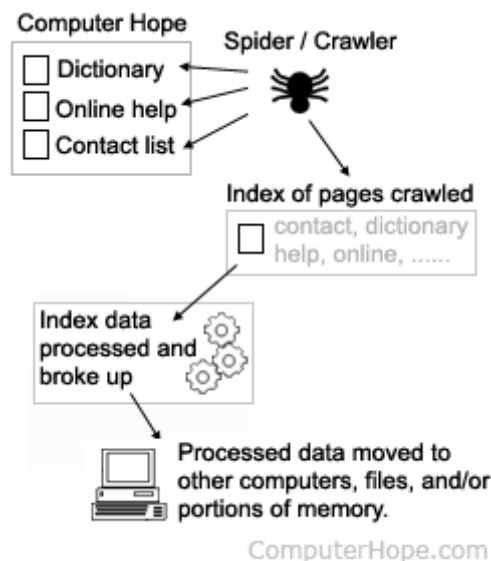 Computer Hope
Spider / Crawler
Dictionary
Online help
Contact list
Index of pages crawled
contact, dictionary
help, online, ......
Index data
processed and
broke up
Processed data moved to
other computers, files, and/or
portions of memory.
ComputerHope.com